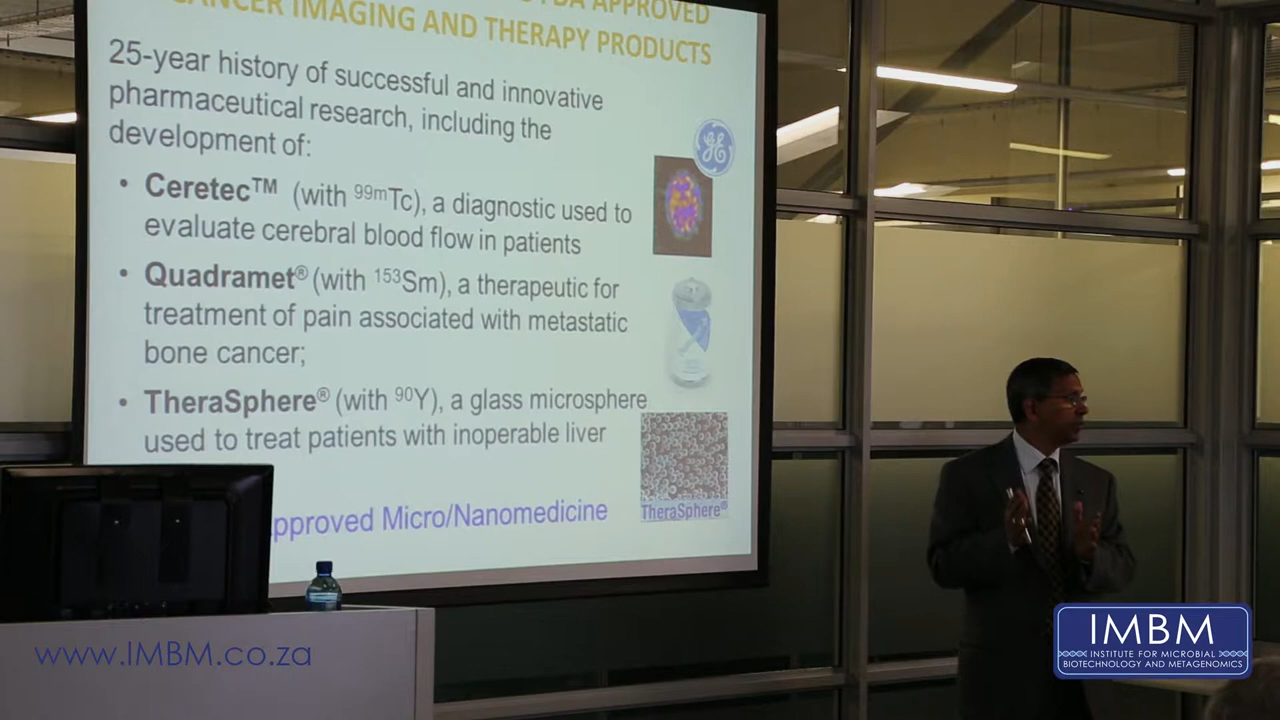 FDA APPROVED
CANCER IMAGING AND THERAPY PRODUCTS
25-year history of successful and innovative
pharmaceutical research, including the
development of:
• Ceretec™ (with 99mTc), a diagnostic used to
evaluate cerebral blood flow in patients
• Quadramet® (with 153Sm), a therapeutic for
treatment of pain associated with metastatic
bone cancer;
• TheraSphere® (with 90Y), a glass microsphere
used to treat patients with inoperable liver
pproved Micro/Nanomedicine
GE
TheraSphere®
www.IMBM.co.za
IMBM
INSTITUTE FOR MICROBIAL
BIOTECHNOLOGY AND METAGENOMICS